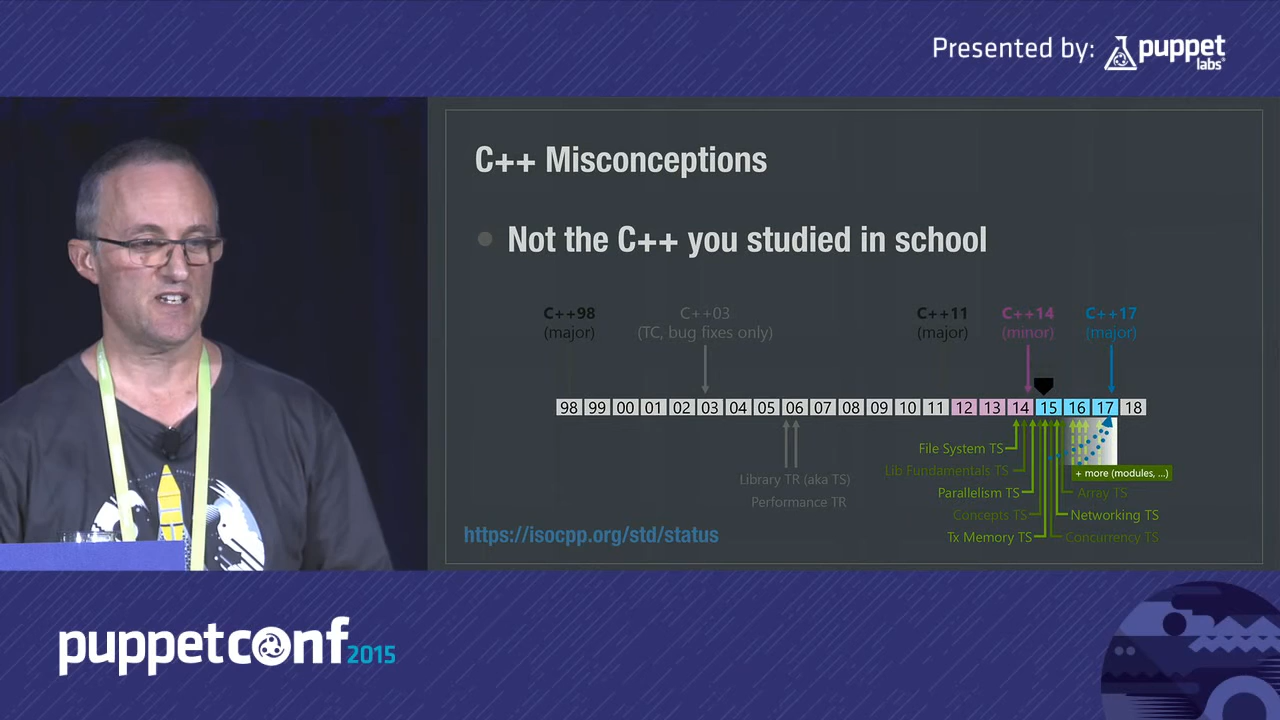 Presented by: puppet labs
C++ Misconceptions
Not the C++ you studied in school
C++98 C++03 C++11 C++14 C++17
(major) (TC, bug fixes only) (major) (minor) (major)
98 99 00 01 02 03 04 05 06 07 08 09 10 11 12 13 14 15 16 17 18
File System TS
Lib Fundamentals TS + more (modules, ...)
Library TR (aka TS) Parallelism TS Array TS
Performance TR Concepts TS Networking TS
https://isocpp.org/std/status Tx Memory TS Concurrency TS
puppetconf 2015